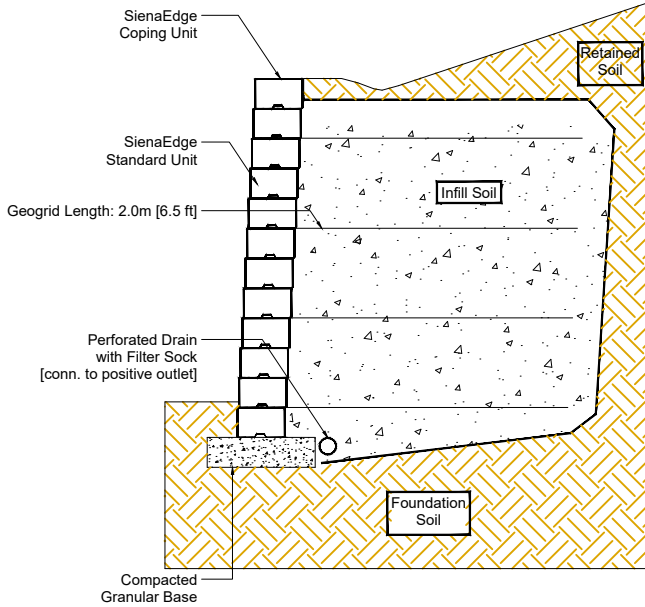 SienaEdge
Coping Unit
Retained
Soil
SienaEdge
Standard Unit
Infill Soil
Geogrid Length: 2.0m [6.5 ft]
Perforated Drain
with Filter Sock
[conn. to positive outlet]
Foundation
Soil
Compacted
Granular Base